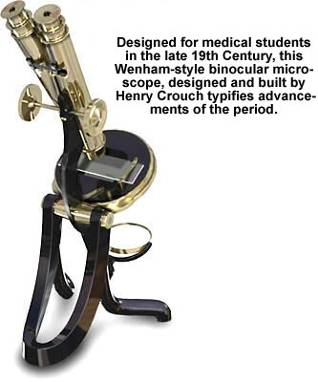 Designed for medical students
in the late 19th Century, this
Wenham-style binocular micro-
scope, designed and built by
Henry Crouch typifies advance-
ments of the period.